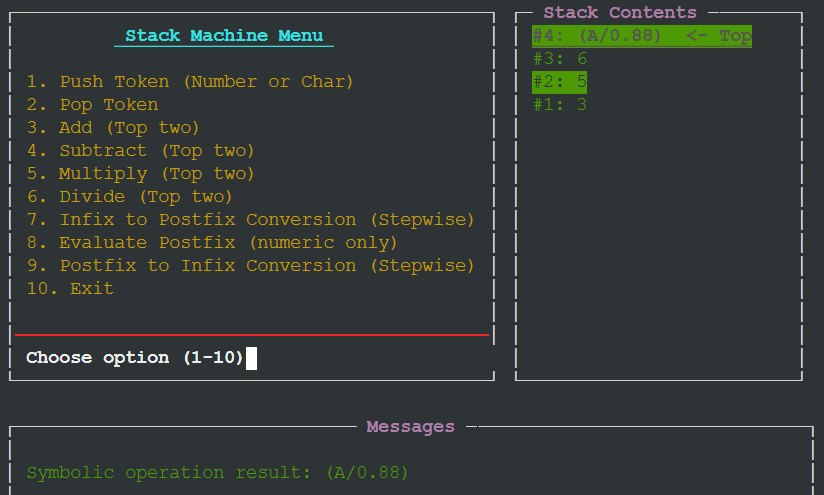 Stack Machine Menu
1. Push Token (Number or Char)
2. Pop Token
3. Add (Top two)
4. Subtract (Top two)
5. Multiply (Top two)
6. Divide (Top two)
7. Infix to Postfix Conversion (Stepwise)
8. Evaluate Postfix (numeric only)
9. Postfix to Infix Conversion (Stepwise)
10. Exit
Choose option (1-10)
Stack Contents
#4: (A/0.88)  <- Top
#3: 6
#2: 5
#1: 3
Messages
Symbolic operation result: (A/0.88)